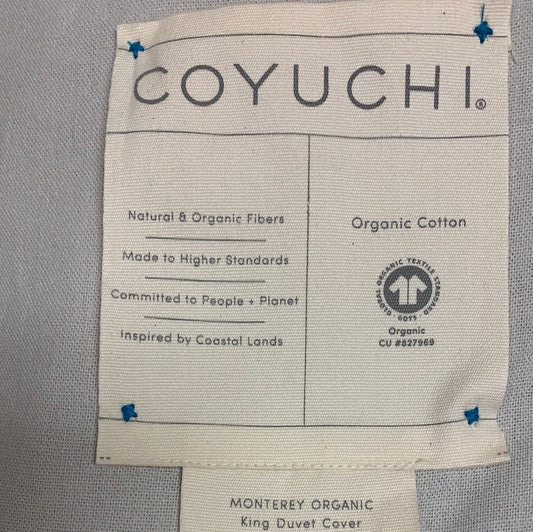 COYUCHI®
Natural & Organic Fibers
Made to Higher Standards
Committed to People + Planet
Inspired by Coastal Lands
Organic Cotton
GLOBAL ORGANIC TEXTILE STANDARD
· GOTS ·
Organic
CU #827969
MONTEREY ORGANIC
King Duvet Cover